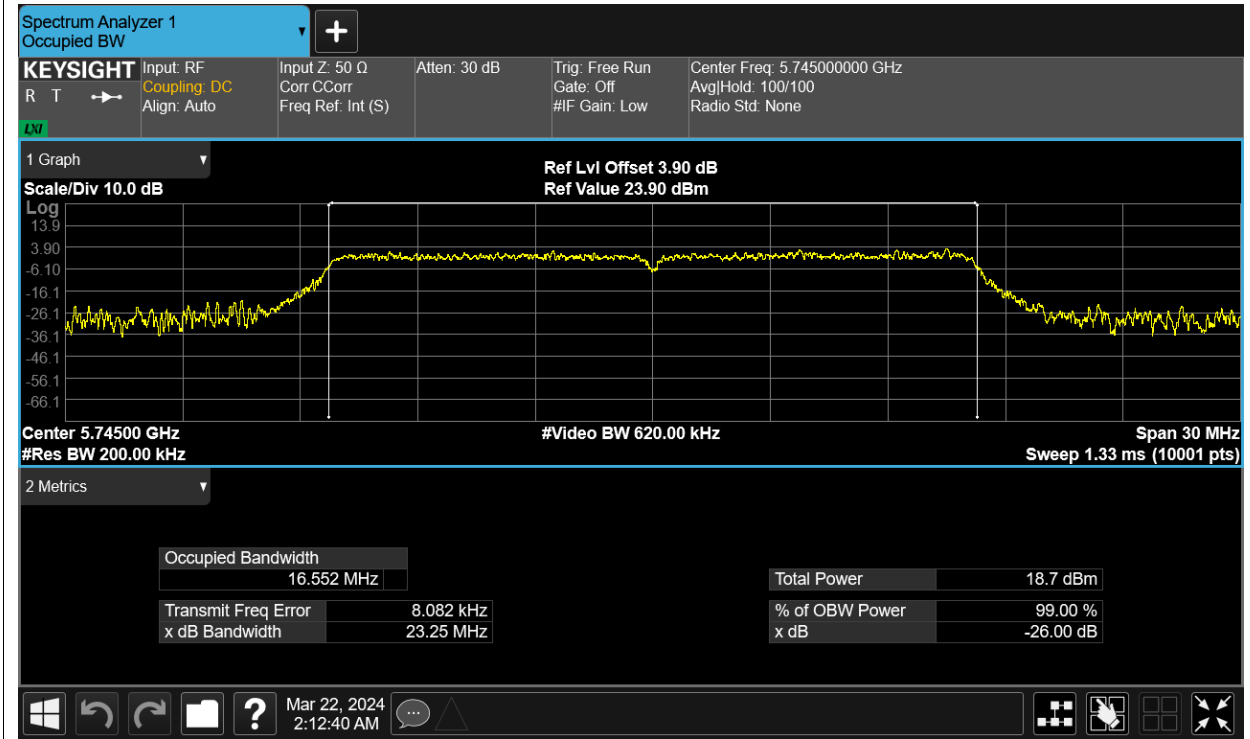 Spectrum Analyzer 1
Occupied BW
KEYSIGHT
R T
LXI
Input: RF
Coupling: DC
Align: Auto
Input Z: 50 Ω
Corr CCorr
Freq Ref: Int (S)
Atten: 30 dB
Trig: Free Run
Gate: Off
#IF Gain: Low
Center Freq: 5.745000000 GHz
Avg|Hold: 100/100
Radio Std: None
1 Graph
Scale/Div 10.0 dB
Ref Lvl Offset 3.90 dB
Ref Value 23.90 dBm
Log
13.9
3.90
-6.10
-16.1
-26.1
-36.1
-46.1
-56.1
-66.1
Center 5.74500 GHz
#Video BW 620.00 kHz
Span 30 MHz
#Res BW 200.00 kHz
Sweep 1.33 ms (10001 pts)
2 Metrics
Occupied Bandwidth
16.552 MHz
Total Power 18.7 dBm
Transmit Freq Error 8.082 kHz
% of OBW Power 99.00 %
x dB Bandwidth 23.25 MHz
x dB -26.00 dB
?
Mar 22, 2024
2:12:40 AM